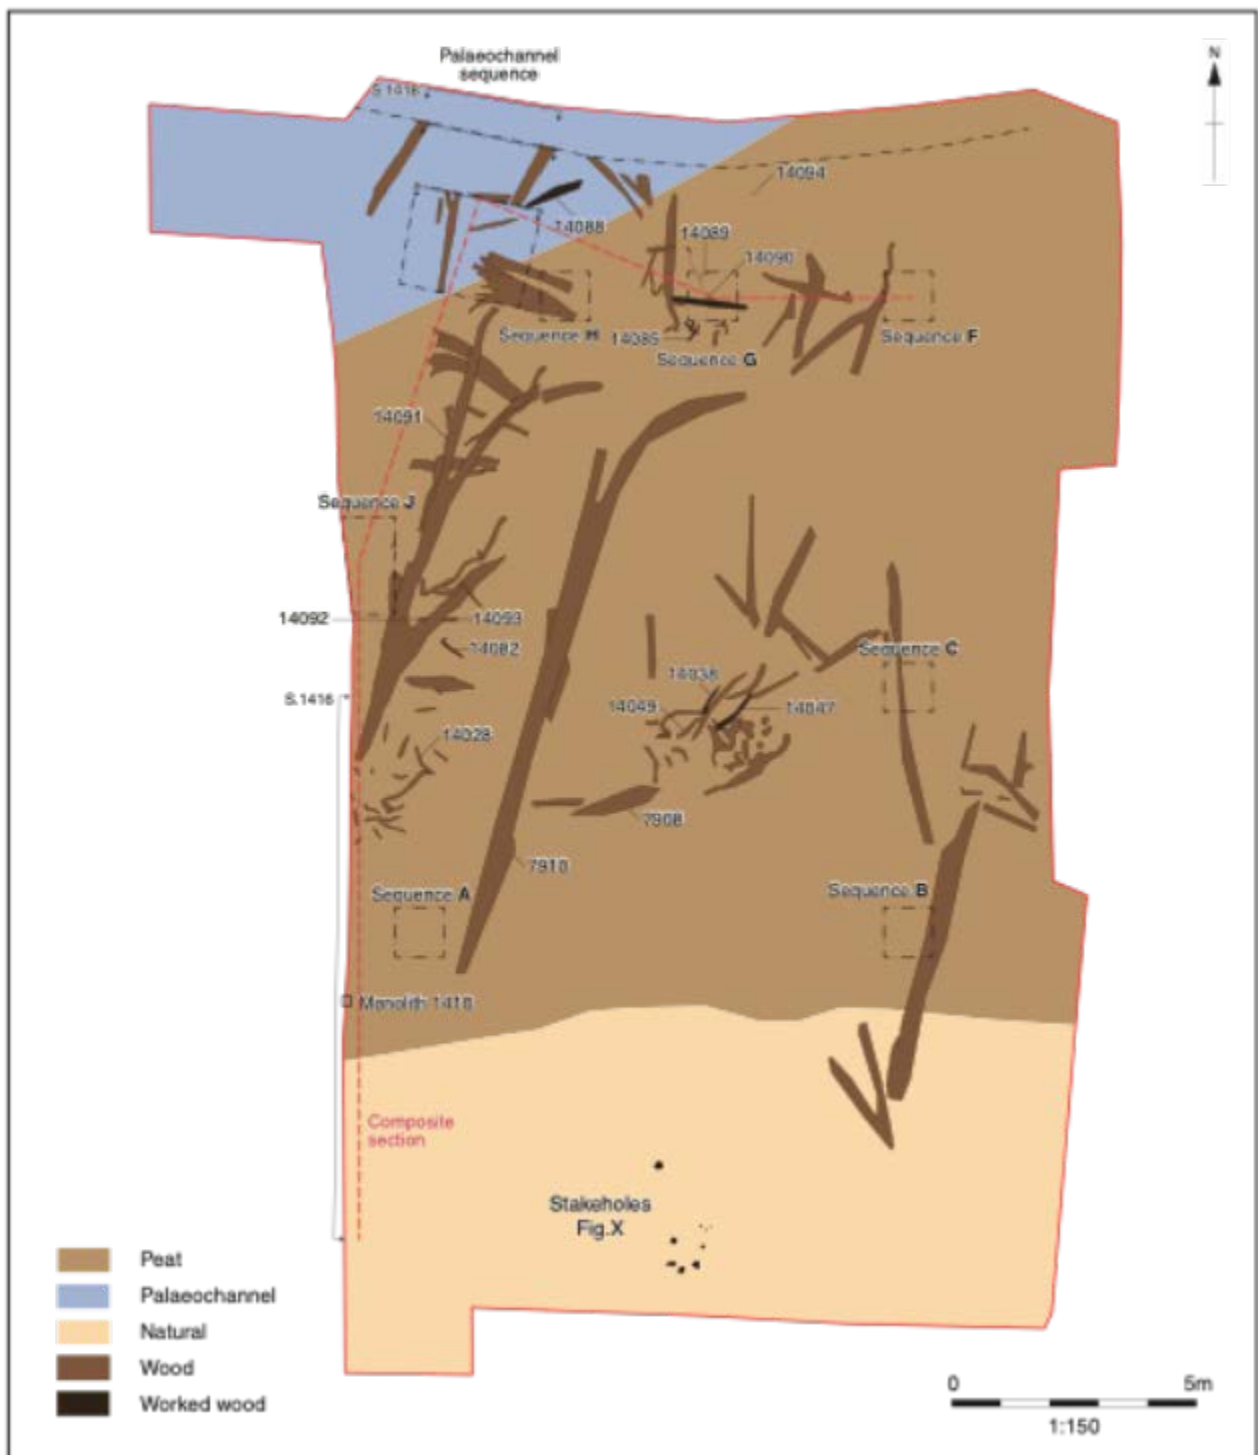 Palaeochannel
sequence
N
S.1416
14094
14088
14089
14090
Sequence H
14085
Sequence G
Sequence F
14091
Sequence J
14092
14093
14082
Sequence C
14038
S.1416
14049
14047
14028
7908
7910
Sequence A
Sequence B
Monolith 1418
Composite
section
Stakeholes
Fig.X
Peat
Palaeochannel
Natural
Wood
Worked wood
0 5m
1:150